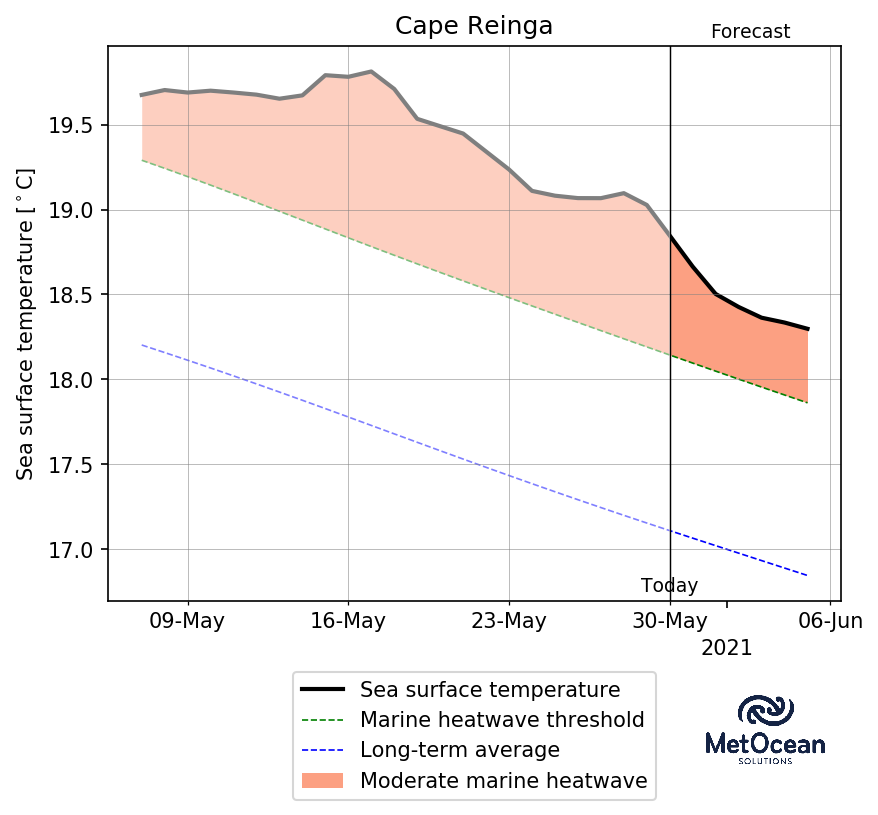 Cape Reinga
Forecast
Sea surface temperature [°C]
19.5
19.0
18.5
18.0
17.5
17.0
Today
09-May 16-May 23-May 30-May 06-Jun
2021
Sea surface temperature
Marine heatwave threshold
Long-term average
Moderate marine heatwave
MetOcean
SOLUTIONS